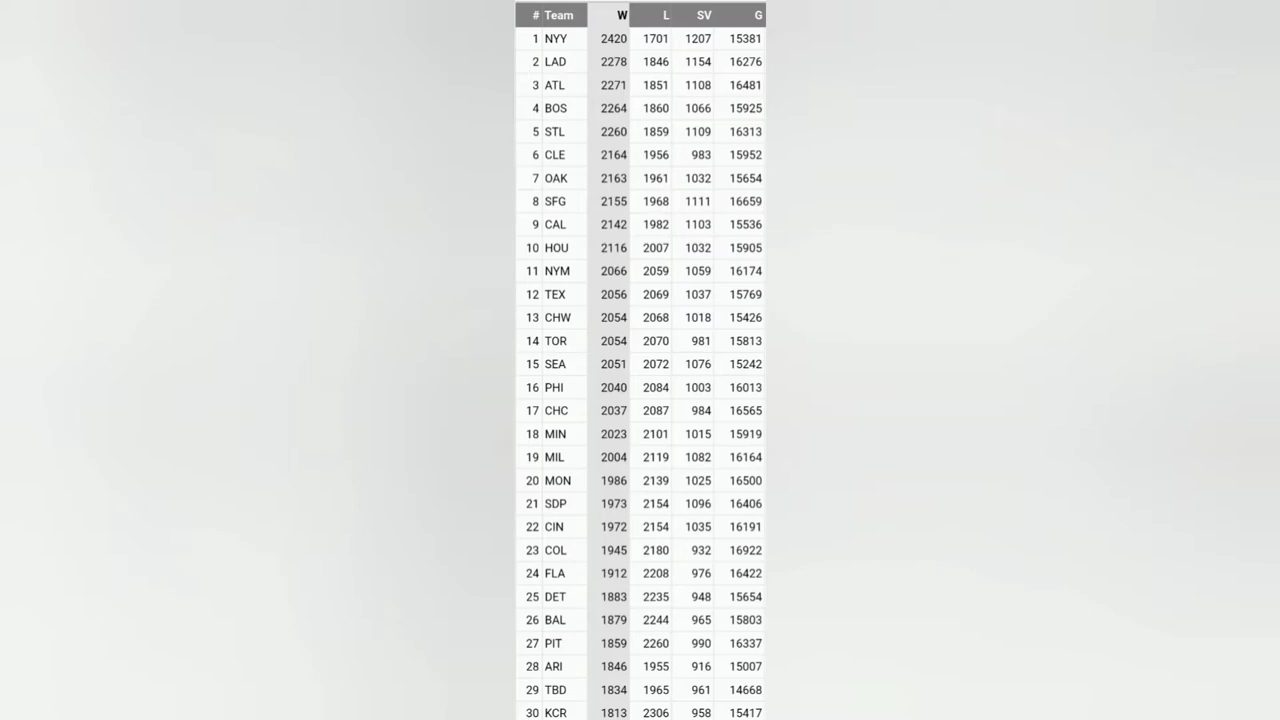 # Team W L SV G
1 NYY 2420 1701 1207 15381
2 LAD 2278 1846 1154 16276
3 ATL 2271 1851 1108 16481
4 BOS 2264 1860 1066 15925
5 STL 2260 1859 1109 16313
6 CLE 2164 1956 983 15952
7 OAK 2163 1961 1032 15654
8 SFG 2155 1968 1111 16659
9 CAL 2142 1982 1103 15536
10 HOU 2116 2007 1032 15905
11 NYM 2066 2059 1059 16174
12 TEX 2056 2069 1037 15769
13 CHW 2054 2068 1018 15426
14 TOR 2054 2070 981 15813
15 SEA 2051 2072 1076 15242
16 PHI 2040 2084 1003 16013
17 CHC 2037 2087 984 16565
18 MIN 2023 2101 1015 15919
19 MIL 2004 2119 1082 16164
20 MON 1986 2139 1025 16500
21 SDP 1973 2154 1096 16406
22 CIN 1972 2154 1035 16191
23 COL 1945 2180 932 16922
24 FLA 1912 2208 976 16422
25 DET 1883 2235 948 15654
26 BAL 1879 2244 965 15803
27 PIT 1859 2260 990 16337
28 ARI 1846 1955 916 15007
29 TBD 1834 1965 961 14668
30 KCR 1813 2306 958 15417